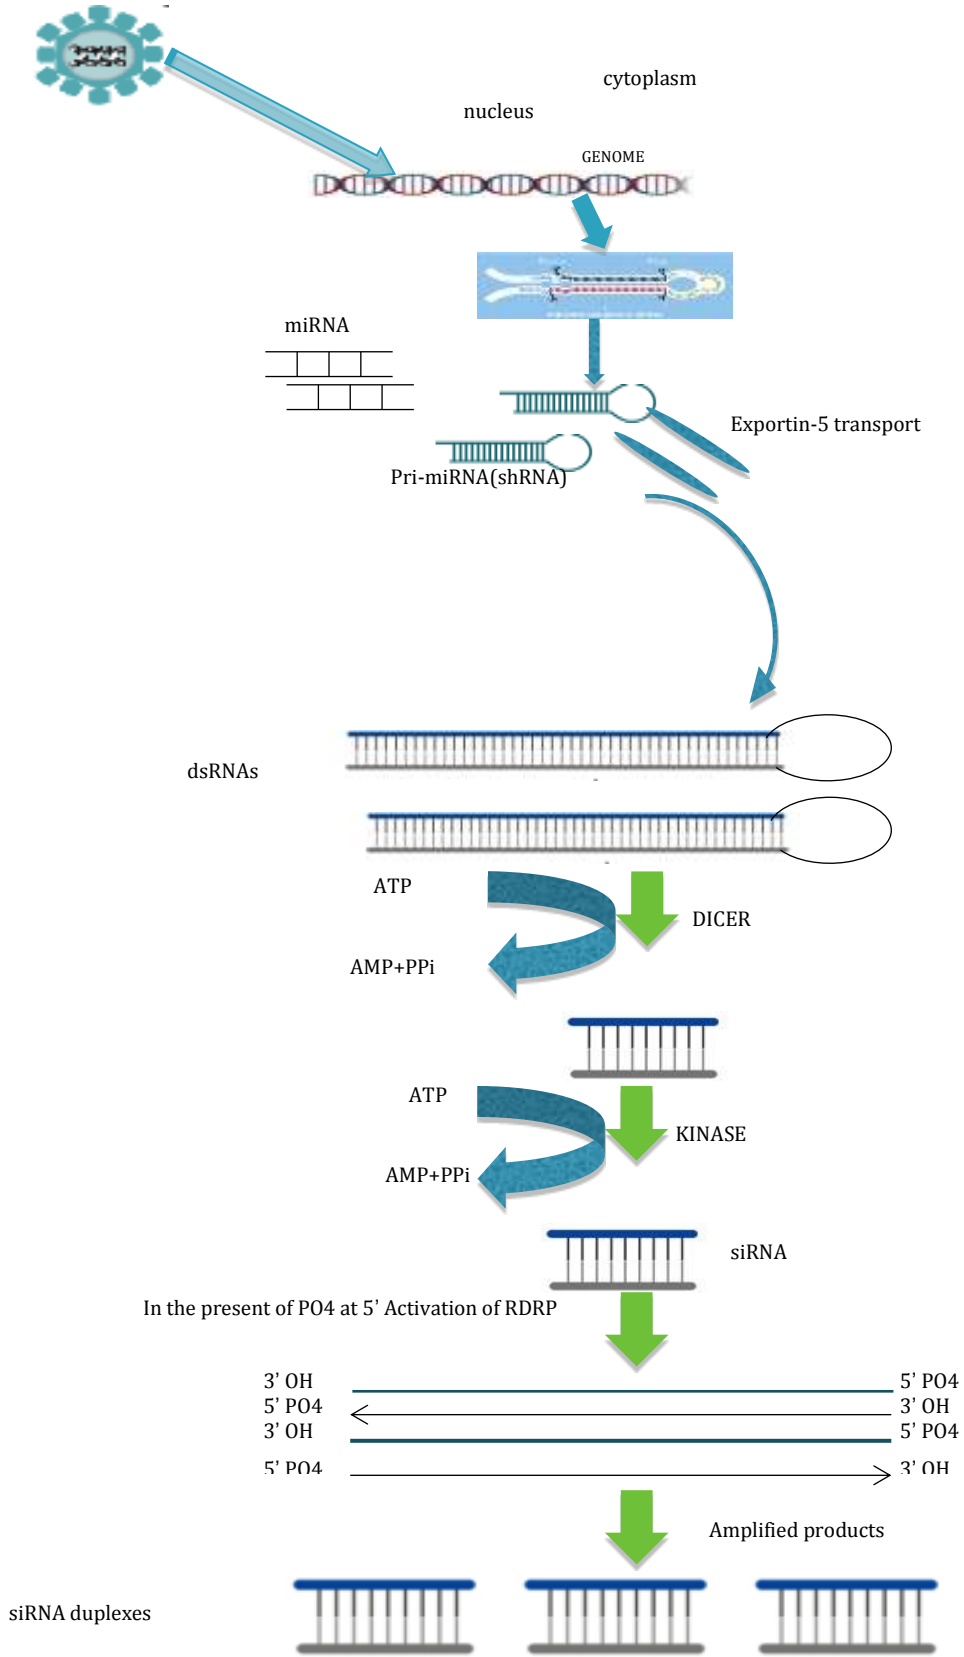 cytoplasm
nucleus
GENOME
miRNA
Exportin-5 transport
Pri-miRNA(shRNA)
dsRNAs
ATP
DICER
AMP+PPi
ATP
KINASE
AMP+PPi
siRNA
In the present of PO4 at 5’ Activation of RDRP
3’ OH 5’ PO4
5’ PO4 3’ OH
3’ OH 5’ PO4
5’ PO4 3’ OH
Amplified products
siRNA duplexes